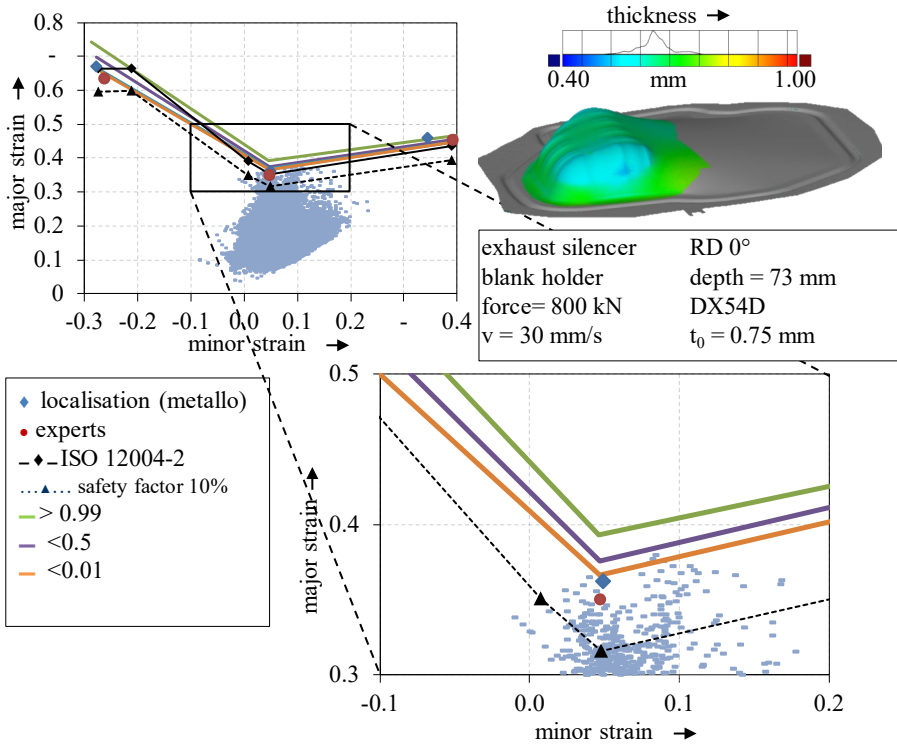 0.8
0.7
-
0.6
0.5
0.4
0.3
0.2
0.1
0
major strain
-0.3 -0.2 -0.1 0.0 0.1 0.2 - 0.4
minor strain
thickness
0.40 mm 1.00
exhaust silencer RD 0°
blank holder depth = 73 mm
force= 800 kN DX54D
v = 30 mm/s t₀ = 0.75 mm
localisation (metallo)
experts
ISO 12004-2
safety factor 10%
> 0.99
<0.5
<0.01
0.5
0.4
0.3
major strain
-0.1 0.0 0.1 0.2
minor strain